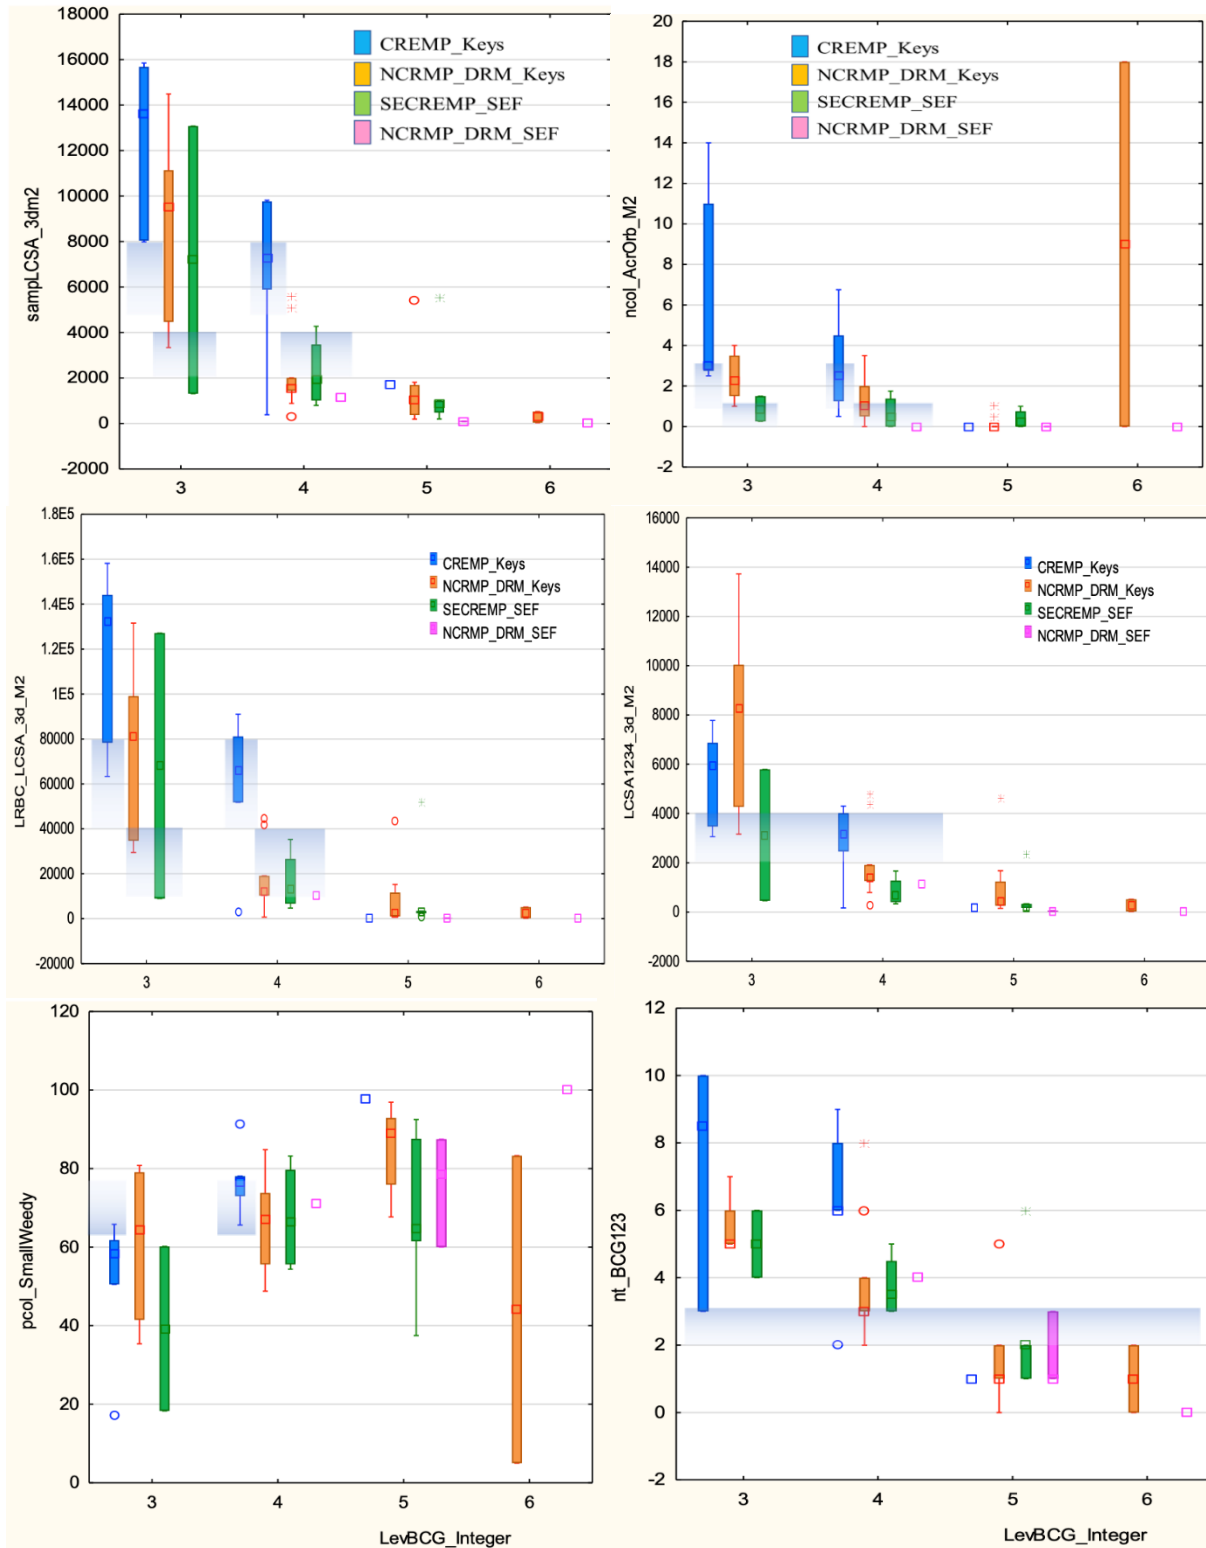 18000
16000
14000
12000
10000
8000
6000
4000
2000
0
-2000
sampLCSA_3dm2
CREMP_Keys
NCRMP_DRM_Keys
SECREMP_SEF
NCRMP_DRM_SEF
3 4 5 6
20
18
16
14
12
10
8
6
4
2
0
-2
ncol_AcrOrb_M2
CREMP_Keys
NCRMP_DRM_Keys
SECREMP_SEF
NCRMP_DRM_SEF
3 4 5 6
1.8E5
1.6E5
1.4E5
1.2E5
1E5
80000
60000
40000
20000
0
-20000
LRBC_LCSA_3d_M2
CREMP_Keys
NCRMP_DRM_Keys
SECREMP_SEF
NCRMP_DRM_SEF
3 4 5 6
16000
14000
12000
10000
8000
6000
4000
2000
0
-2000
LCSA1234_3d_M2
CREMP_Keys
NCRMP_DRM_Keys
SECREMP_SEF
NCRMP_DRM_SEF
3 4 5 6
120
100
80
60
40
20
0
pcol_SmallWeedy
3 4 5 6
LevBCG_Integer
12
10
8
6
4
2
0
-2
nt_BCG123
3 4 5 6
LevBCG_Integer